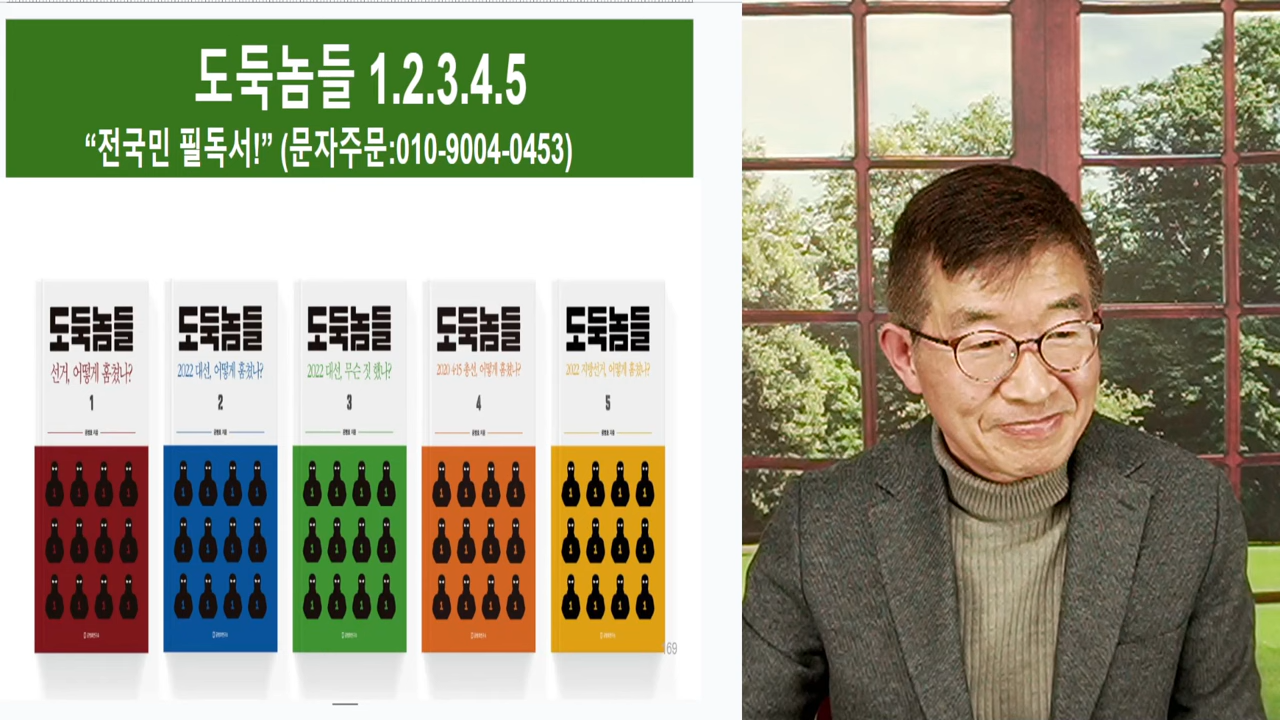 도둑놈들 1.2.3.4.5
“전국민 필독서!” (문자주문:010-9004-0453)
도둑놈들
선거, 어떻게 훔쳤나?
1
도둑놈들
2022 대선, 어떻게 훔쳤나?
2
도둑놈들
2022 대선, 무슨 짓 했나?
3
도둑놈들
2020 4·15 총선, 어떻게 훔쳤나?
4
도둑놈들
2022 지방선거, 어떻게 훔쳤나?
5
169